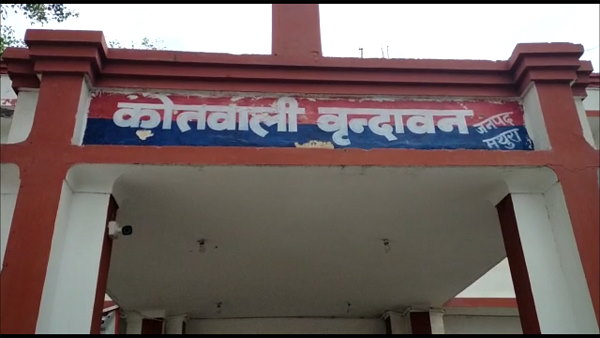 कोतवाली वृन्दावन जनपद
मथुरा